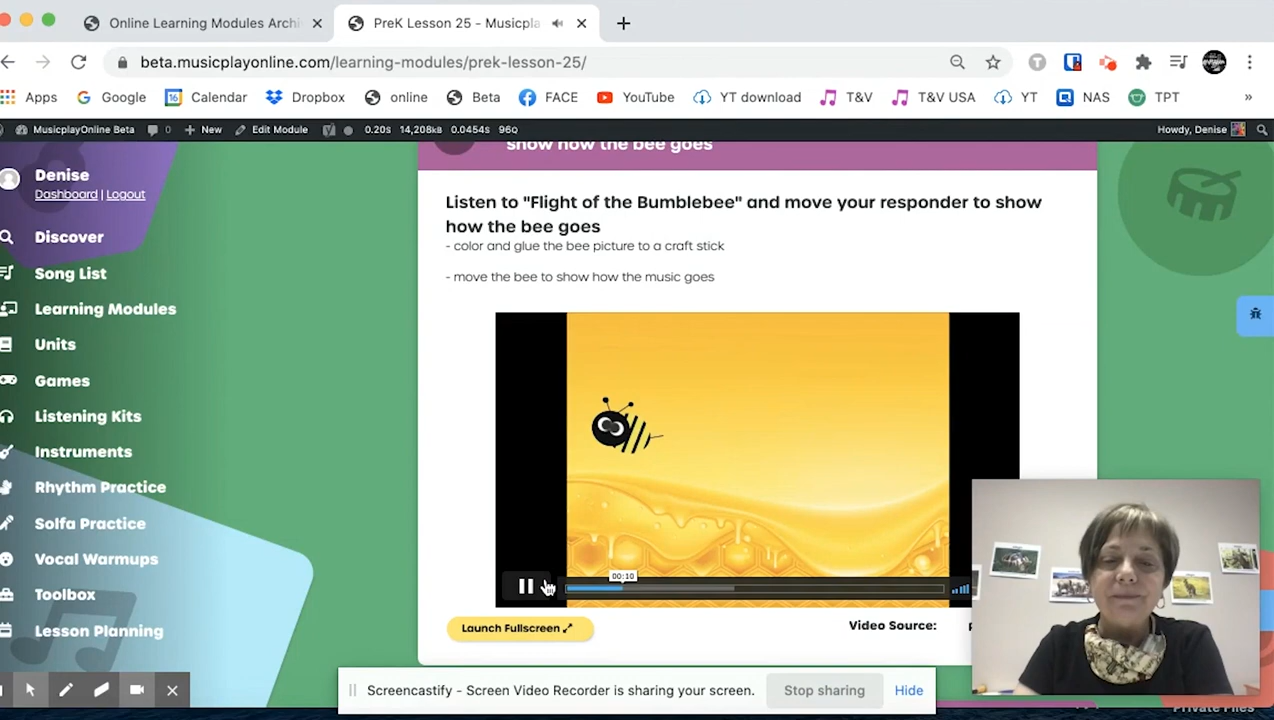 Online Learning Modules Archi
PreK Lesson 25 - Musicpla
beta.musicplayonline.com/learning-modules/prek-lesson-25/
Apps Google Calendar Dropbox online Beta FACE YouTube YT download T&V T&V USA YT NAS TPT »
MusicplayOnline Beta 0 New Edit Module 0.20s 14,208kB 0.0454s 96Q Howdy, Denise
show how the bee goes
Denise
Dashboard | Logout
Discover
Song List
Learning Modules
Units
Games
Listening Kits
Instruments
Rhythm Practice
Solfa Practice
Vocal Warmups
Toolbox
Lesson Planning
Listen to "Flight of the Bumblebee" and move your responder to show
how the bee goes
- color and glue the bee picture to a craft stick
- move the bee to show how the music goes
00:10
Launch Fullscreen
Video Source:
Screencastify - Screen Video Recorder is sharing your screen. Stop sharing Hide
Private Files